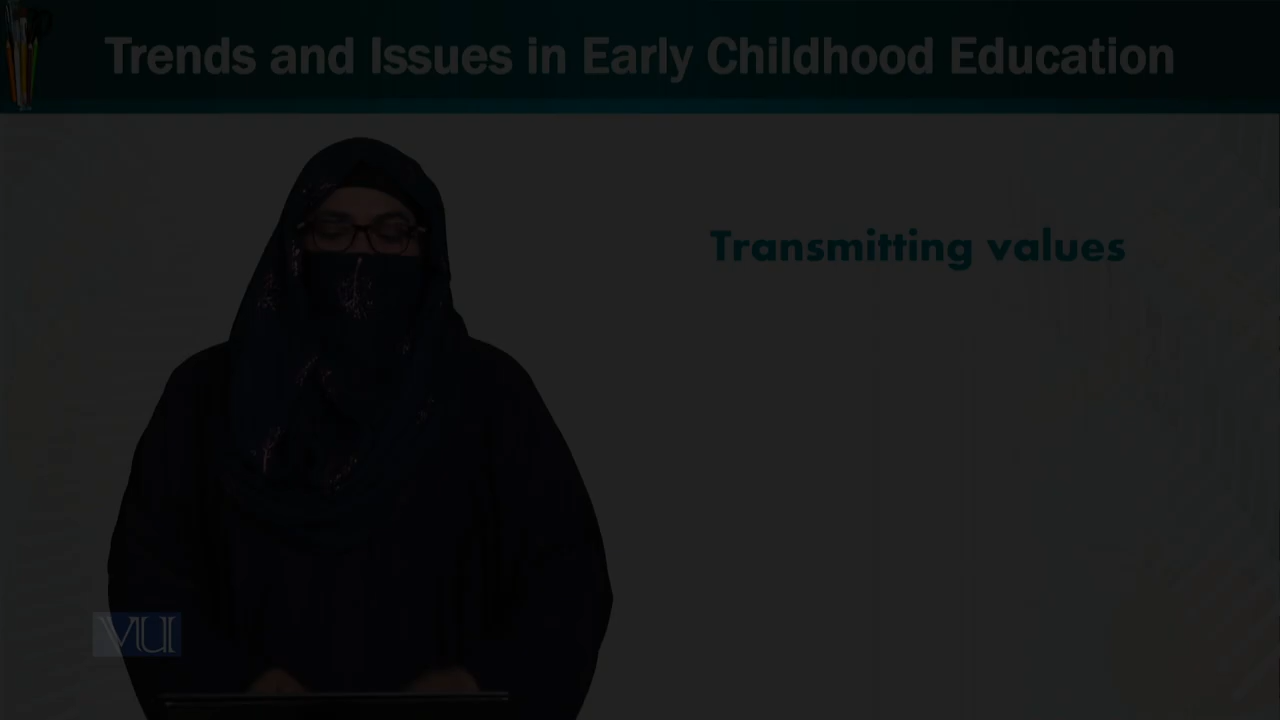 Trends and Issues in Early Childhood Education
Transmitting values
VU